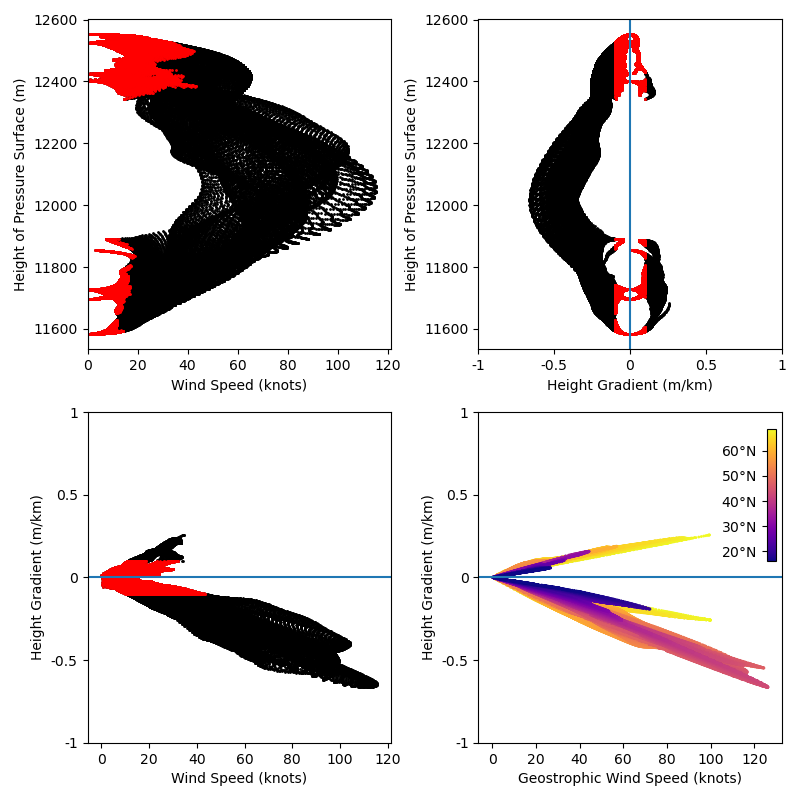 12600
12400
12200
12000
11800
11600
Height of Pressure Surface (m)
0 20 40 60 80 100 120
Wind Speed (knots)
12600
12400
12200
12000
11800
11600
Height of Pressure Surface (m)
-1 -0.5 0 0.5 1
Height Gradient (m/km)
1
0.5
0
-0.5
-1
Height Gradient (m/km)
0 20 40 60 80 100 120
Wind Speed (knots)
1
0.5
0
-0.5
-1
Height Gradient (m/km)
60°N
50°N
40°N
30°N
20°N
0 20 40 60 80 100 120
Geostrophic Wind Speed (knots)